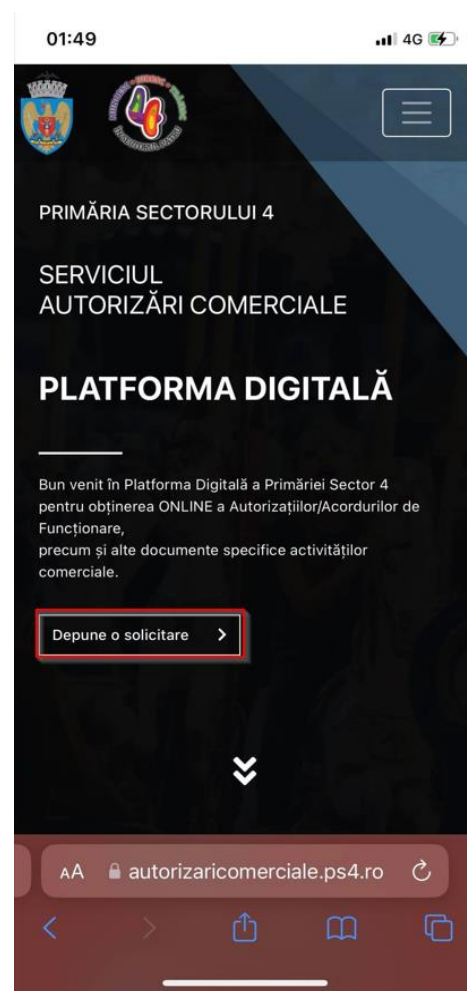 01:49
4G
PRIMĂRIA SECTORULUI 4
SERVICIUL
AUTORIZĂRI COMERCIALE
PLATFORMA DIGITALĂ
Bun venit în Platforma Digitală a Primăriei Sector 4
pentru obținerea ONLINE a Autorizațiilor/Acordurilor de
Funcționare,
precum și alte documente specifice activităților
comerciale.
Depune o solicitare >
AA autorizaricomerciale.ps4.ro